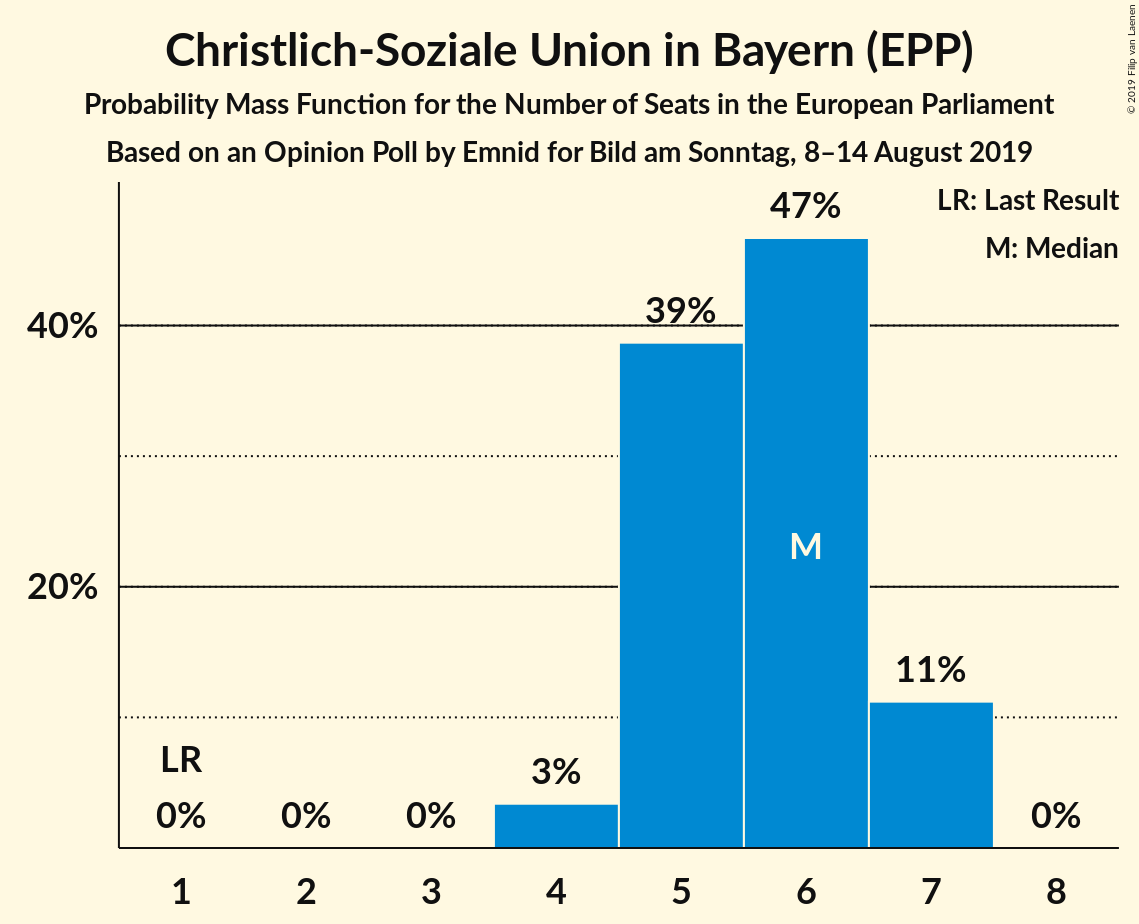 Christlich-Soziale Union in Bayern (EPP)
Probability Mass Function for the Number of Seats in the European Parliament
Based on an Opinion Poll by Emnid for Bild am Sonntag, 8–14 August 2019
© 2019 Filip van Laenen
LR: Last Result
M: Median
47%
39%
40%
M
20%
11%
LR
3%
0% 0% 0% 0%
1 2 3 4 5 6 7 8